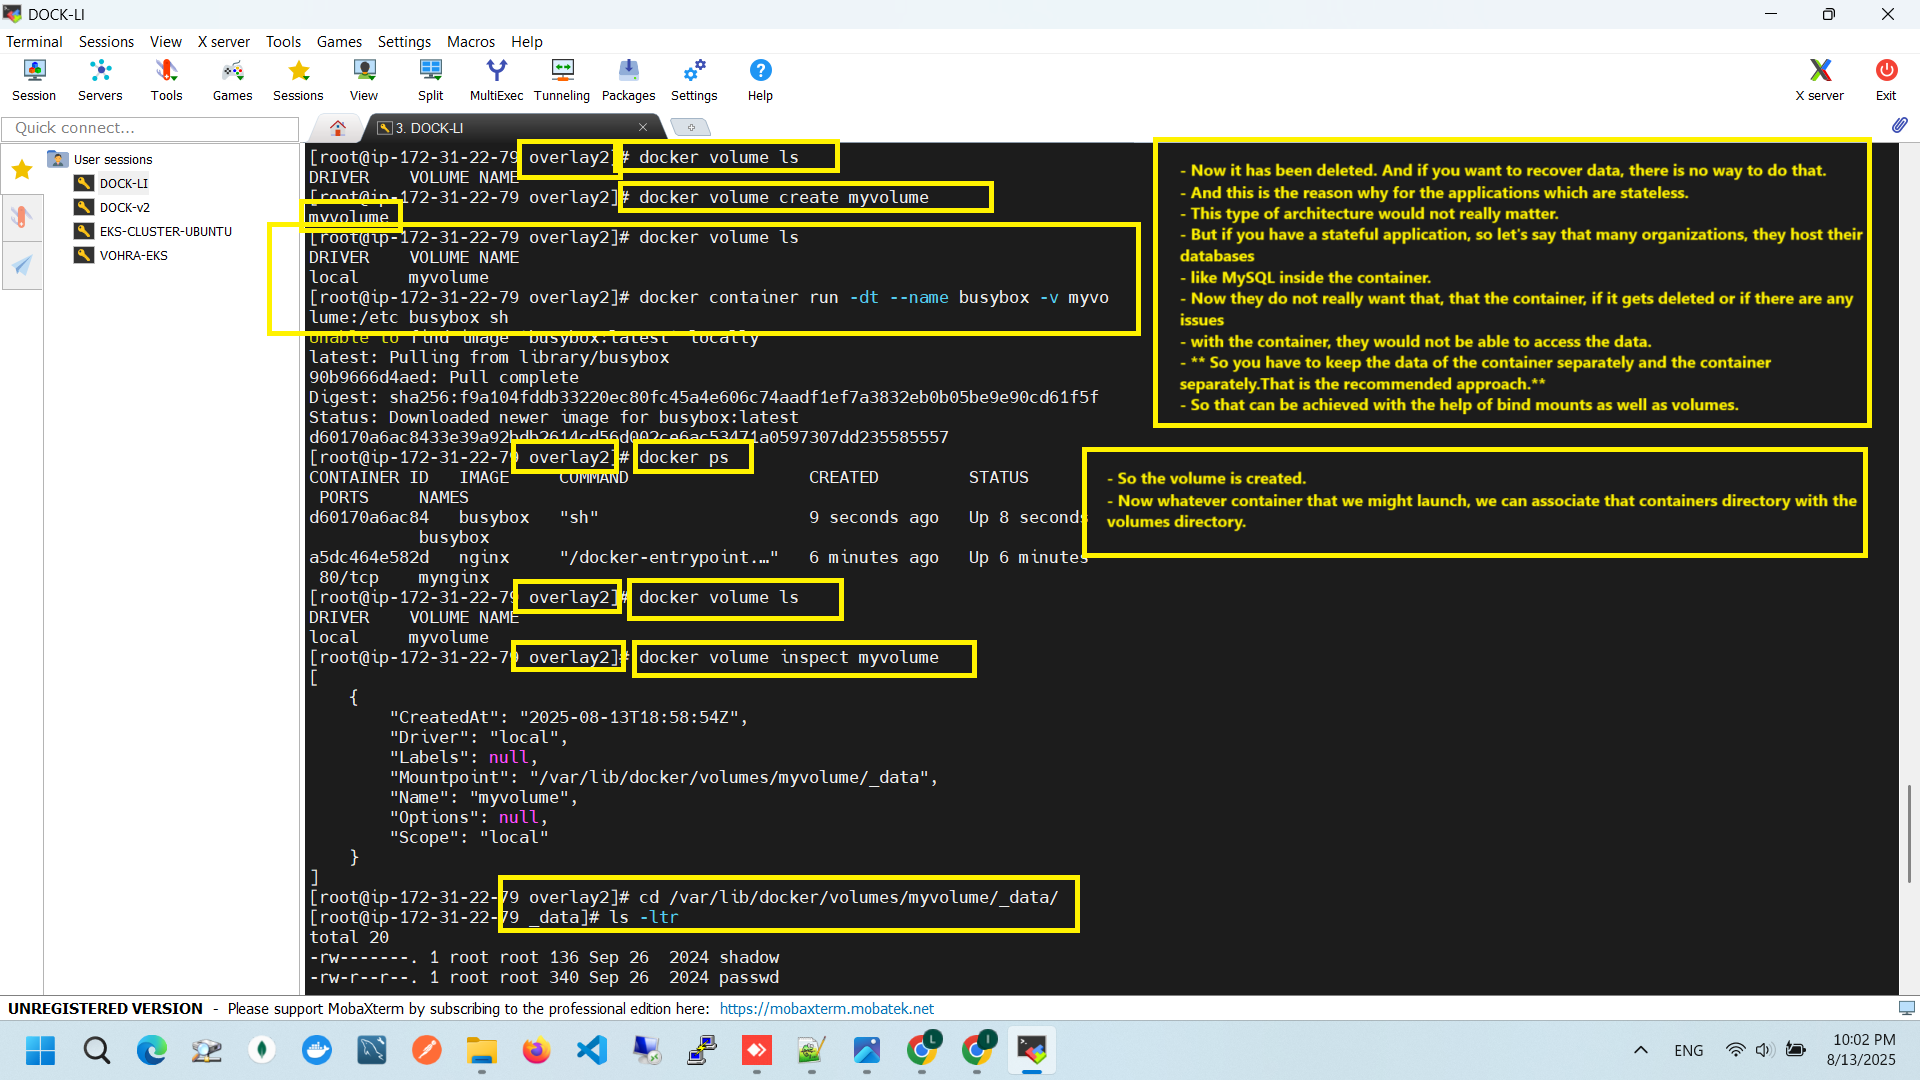 DOCK-LI
Terminal Sessions View X server Tools Games Settings Macros Help
Session Servers Tools Games Sessions View Split MultiExec Tunneling Packages Settings Help X server Exit
Quick connect...
3. DOCK-LI
User sessions
DOCK-LI
DOCK-v2
EKS-CLUSTER-UBUNTU
VOHRA-EKS
[root@ip-172-31-22-79 overlay2]# docker volume ls
DRIVER    VOLUME NAME
[root@ip-172-31-22-79 overlay2]# docker volume create myvolume
myvolume
[root@ip-172-31-22-79 overlay2]# docker volume ls
DRIVER    VOLUME NAME
local     myvolume
[root@ip-172-31-22-79 overlay2]# docker container run -dt --name busybox -v myvo
lume:/etc busybox sh
Unable to find image 'busybox:latest' locally
latest: Pulling from library/busybox
90b9666d4aed: Pull complete
Digest: sha256:f9a104fddb33220ec80fc45a4e606c74aadf1ef7a3832eb0b05be9e90cd61f5f
Status: Downloaded newer image for busybox:latest
d60170a6ac8433e39a92bdb2614cd56d002ce6ac53471a0597307dd235585557
[root@ip-172-31-22-79 overlay2]# docker ps
CONTAINER ID   IMAGE     COMMAND                  CREATED         STATUS
 PORTS     NAMES
d60170a6ac84   busybox   "sh"                     9 seconds ago   Up 8 seconds
           busybox
a5dc464e582d   nginx     "/docker-entrypoint.…"   6 minutes ago   Up 6 minutes
 80/tcp    mynginx
[root@ip-172-31-22-79 overlay2]# docker volume ls
DRIVER    VOLUME NAME
local     myvolume
[root@ip-172-31-22-79 overlay2]# docker volume inspect myvolume
[
    {
        "CreatedAt": "2025-08-13T18:58:54Z",
        "Driver": "local",
        "Labels": null,
        "Mountpoint": "/var/lib/docker/volumes/myvolume/_data",
        "Name": "myvolume",
        "Options": null,
        "Scope": "local"
    }
]
[root@ip-172-31-22-79 overlay2]# cd /var/lib/docker/volumes/myvolume/_data/
[root@ip-172-31-22-79 _data]# ls -ltr
total 20
-rw-------. 1 root root 136 Sep 26  2024 shadow
-rw-r--r--. 1 root root 340 Sep 26  2024 passwd
- Now it has been deleted. And if you want to recover data, there is no way to do that.
- And this is the reason why for the applications which are stateless.
- This type of architecture would not really matter.
- But if you have a stateful application, so let's say that many organizations, they host their
databases
- like MySQL inside the container.
- Now they do not really want that, that the container, if it gets deleted or if there are any
issues
- with the container, they would not be able to access the data.
- ** So you have to keep the data of the container separately and the container
separately.That is the recommended approach.**
- So that can be achieved with the help of bind mounts as well as volumes.
- So the volume is created.
- Now whatever container that we might launch, we can associate that containers directory with the
volumes directory.
UNREGISTERED VERSION - Please support MobaXterm by subscribing to the professional edition here: https://mobaxterm.mobatek.net
L
I
ENG
10:02 PM
8/13/2025